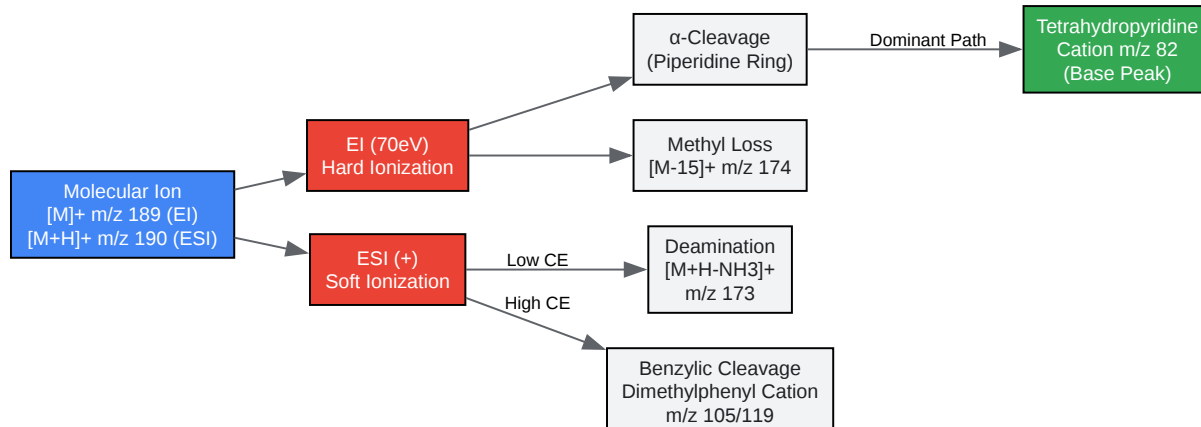 Molecular Ion
[M]+ m/z 189 (EI)
[M+H]+ m/z 190 (ESI)
EI (70eV)
Hard Ionization
ESI (+)
Soft Ionization
α-Cleavage
(Piperidine Ring)
Dominant Path
Tetrahydropyridine
Cation m/z 82
(Base Peak)
Methyl Loss
[M-15]+ m/z 174
Low CE
Deamination
[M+H-NH3]+
m/z 173
High CE
Benzylic Cleavage
Dimethylphenyl Cation
m/z 105/119